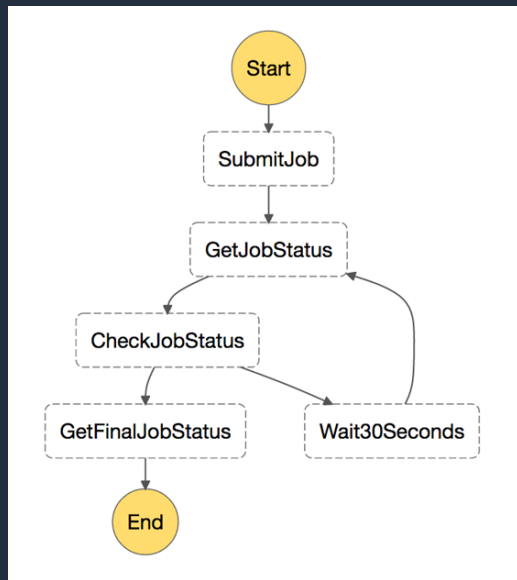 Start
SubmitJob
GetJobStatus
CheckJobStatus
GetFinalJobStatus
Wait30Seconds
End